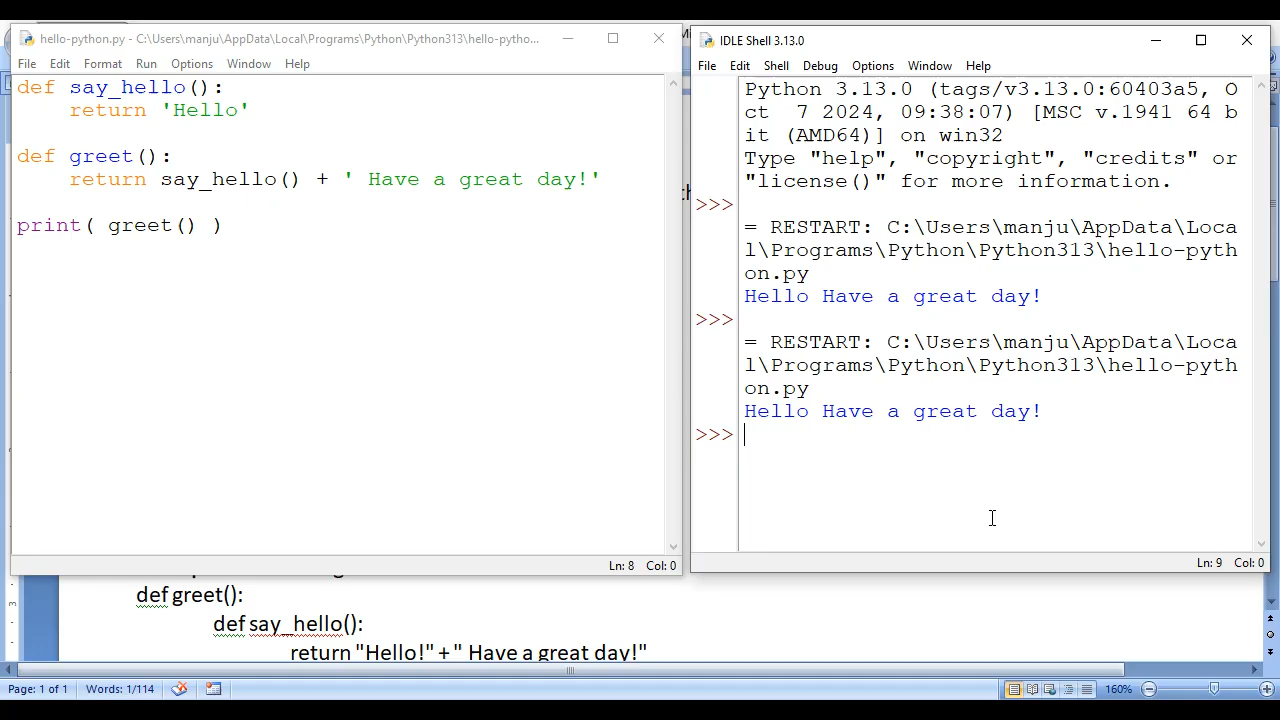 hello-python.py - C:\Users\manju\AppData\Local\Programs\Python\Python313\hello-pytho...
File Edit Format Run Options Window Help
def say_hello():
return 'Hello'
def greet():
return say_hello() + ' Have a great day!'
print( greet() )
Ln: 8 Col: 0
IDLE Shell 3.13.0
File Edit Shell Debug Options Window Help
Python 3.13.0 (tags/v3.13.0:60403a5, O
ct  7 2024, 09:38:07) [MSC v.1941 64 b
it (AMD64)] on win32
Type "help", "copyright", "credits" or
"license()" for more information.
>>>
= RESTART: C:\Users\manju\AppData\Loca
l\Programs\Python\Python313\hello-pyth
on.py
Hello Have a great day!
>>>
= RESTART: C:\Users\manju\AppData\Loca
l\Programs\Python\Python313\hello-pyth
on.py
Hello Have a great day!
>>>
Ln: 9 Col: 0
def greet():
def say_hello():
return "Hello!" + " Have a great day!"
Page: 1 of 1 Words: 1/114 160%